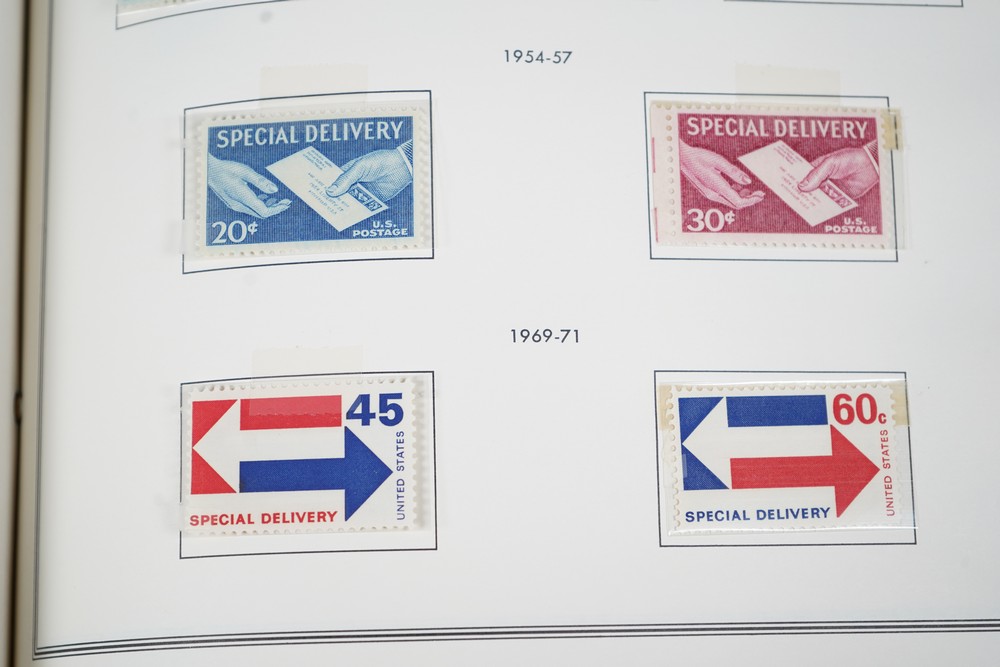 1954-57
SPECIAL DELIVERY
20¢
U.S.
POSTAGE
SPECIAL DELIVERY
30¢
U.S.
POSTAGE
1969-71
45
UNITED STATES
SPECIAL DELIVERY
60c
UNITED STATES
SPECIAL DELIVERY